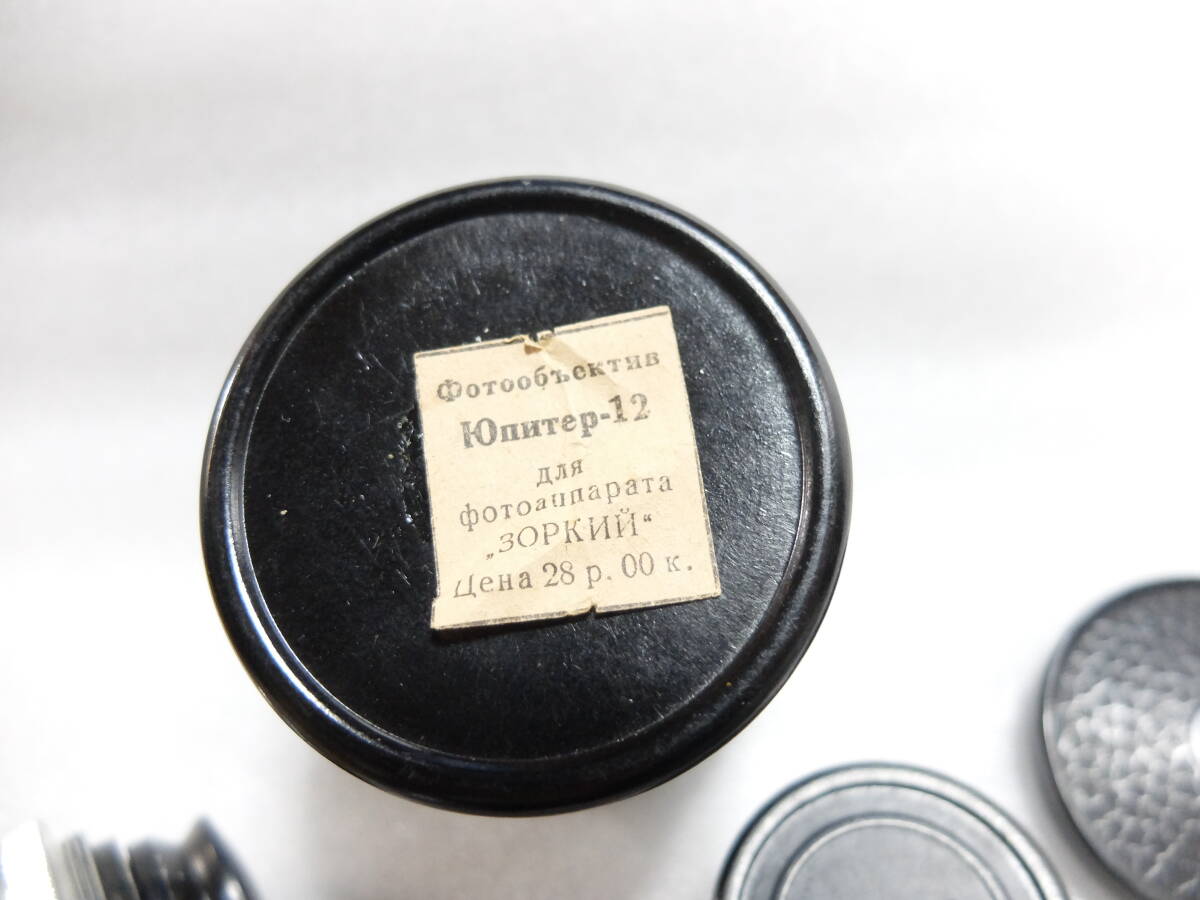 Фотообъектив
Юпитер-12
для
фотоаппарата
„ЗОРКИЙ“
Цена 28 р. 00 к.